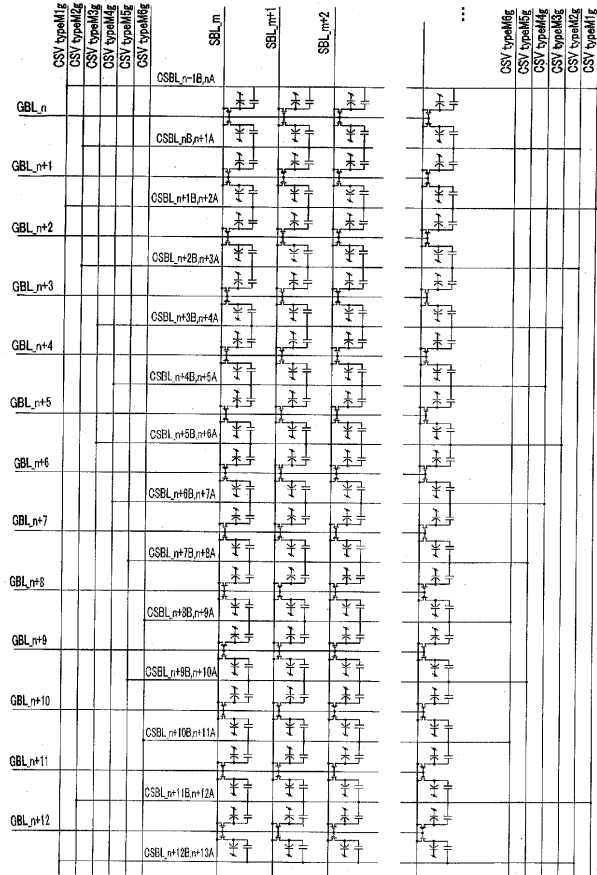 CSV typeM1g
CSV typeM2g
CSV typeM3g
CSV typeM4g
CSV typeM5g
CSV typeM6g
SBL_m
SBL_m+1
SBL_m+2
...
CSV typeM6g
CSV typeM5g
CSV typeM4g
CSV typeM3g
CSV typeM2g
CSV typeM1g
CSBL_n-1B,nA
GBL_n
CSBL_nB,n+1A
GBL_n+1
CSBL_n+1B,n+2A
GBL_n+2
CSBL_n+2B,n+3A
GBL_n+3
CSBL_n+3B,n+4A
GBL_n+4
CSBL_n+4B,n+5A
GBL_n+5
CSBL_n+5B,n+6A
GBL_n+6
CSBL_n+6B,n+7A
GBL_n+7
CSBL_n+7B,n+8A
GBL_n+8
CSBL_n+8B,n+9A
GBL_n+9
CSBL_n+9B,n+10A
GBL_n+10
CSBL_n+10B,n+11A
GBL_n+11
CSBL_n+11B,n+12A
GBL_n+12
CSBL_n+12B,n+13A